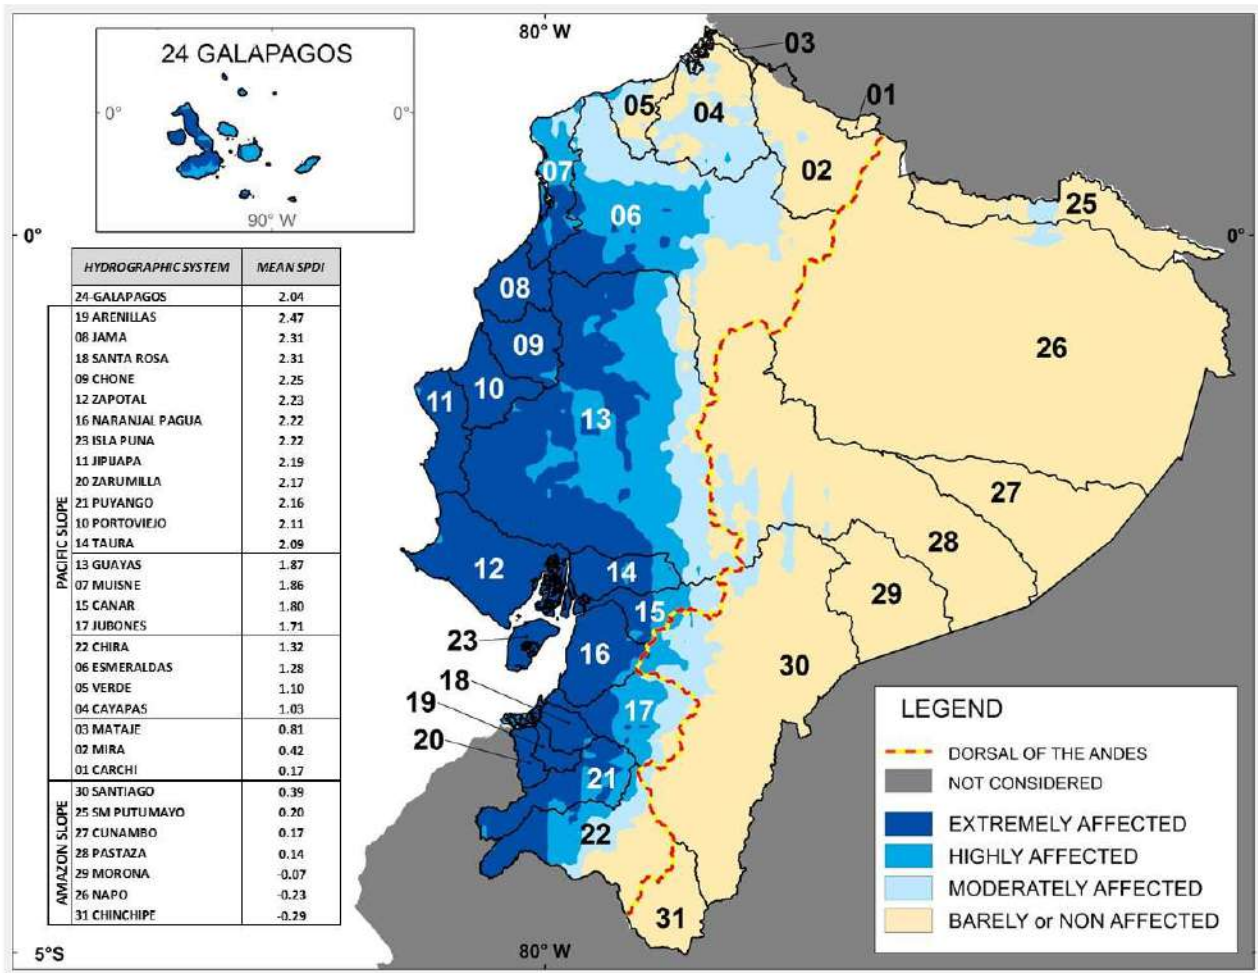 80° W
24 GALAPAGOS
0°
0°
90° W
03
01
05
04
02
07
06
25
0°
0°
08
09
10
11
13
26
27
28
12
14
15
29
23
16
30
18
17
19
20
21
22
31
5°S
80° W
HYDROGRAPHIC SYSTEM MEAN SPDI
24-GALAPAGOS 2.04
PACIFIC SLOPE
19 ARENILLAS 2.47
08 JAMA 2.31
18 SANTA ROSA 2.31
09 CHONE 2.25
12 ZAPOTAL 2.23
16 NARANJAL PAGUA 2.22
23 ISLA PUNA 2.22
11 JIPIJAPA 2.19
20 ZARUMILLA 2.17
21 PUYANGO 2.16
10 PORTOVIEJO 2.11
14 TAURA 2.09
13 GUAYAS 1.87
07 MUISNE 1.86
15 CANAR 1.80
17 JUBONES 1.71
22 CHIRA 1.32
06 ESMERALDAS 1.28
05 VERDE 1.10
04 CAYAPAS 1.03
03 MATAJE 0.81
02 MIRA 0.42
01 CARCHI 0.17
AMAZON SLOPE
30 SANTIAGO 0.39
25 SM PUTUMAYO 0.20
27 CUNAMBO 0.17
28 PASTAZA 0.14
29 MORONA -0.07
26 NAPO -0.23
31 CHINCHIPE -0.29
LEGEND
DORSAL OF THE ANDES
NOT CONSIDERED
EXTREMELY AFFECTED
HIGHLY AFFECTED
MODERATELY AFFECTED
BARELY or NON AFFECTED